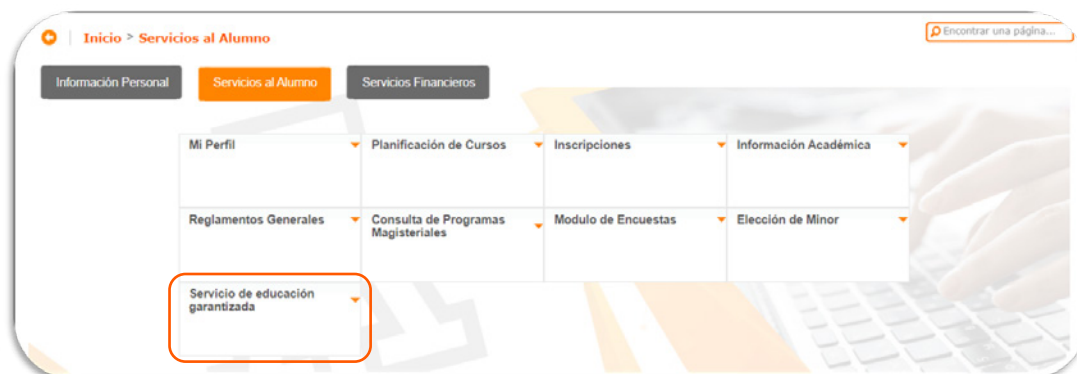 Inicio > Servicios al Alumno
Encontrar una página...
Información Personal
Servicios al Alumno
Servicios Financieros
Mi Perfil
Planificación de Cursos
Inscripciones
Información Académica
Reglamentos Generales
Consulta de Programas
Magisteriales
Modulo de Encuestas
Elección de Minor
Servicio de educación
garantizada